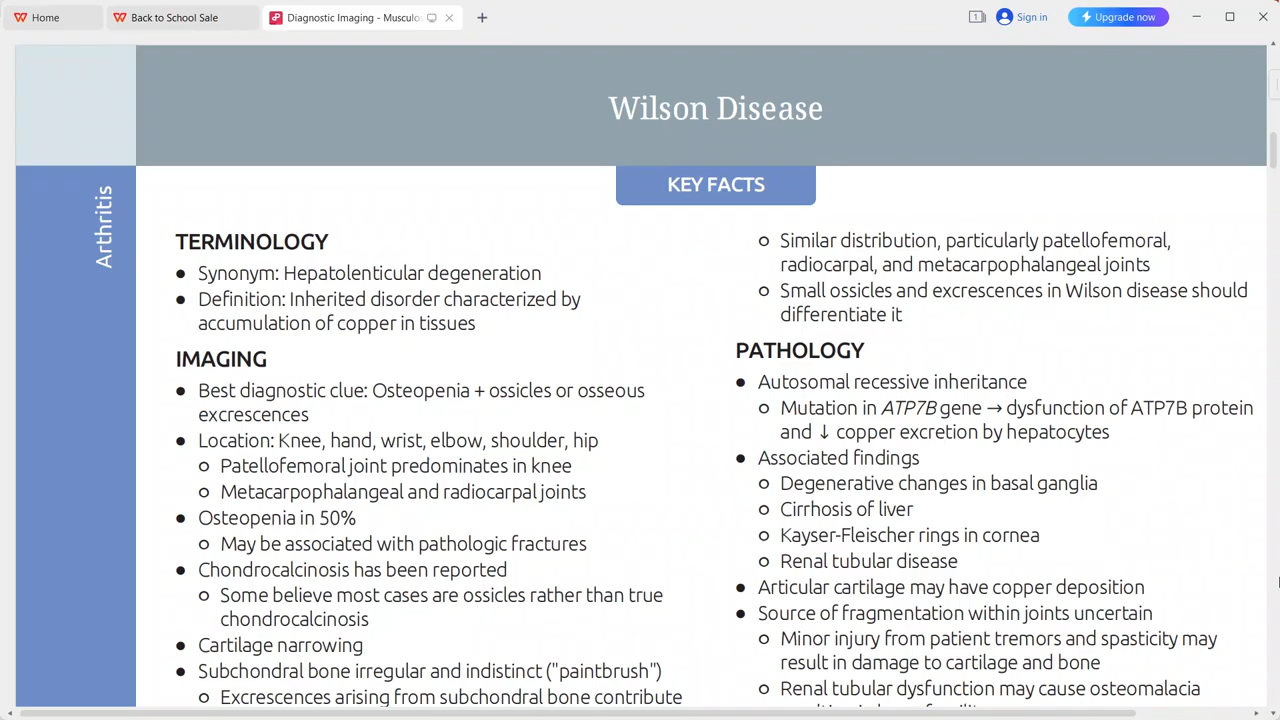 Home
Back to School Sale
Diagnostic Imaging - Musculo
1
Sign in
Upgrade now
Wilson Disease
Arthritis
KEY FACTS
TERMINOLOGY
● Synonym: Hepatolenticular degeneration
● Definition: Inherited disorder characterized by
accumulation of copper in tissues
IMAGING
● Best diagnostic clue: Osteopenia + ossicles or osseous
excrescences
● Location: Knee, hand, wrist, elbow, shoulder, hip
○ Patellofemoral joint predominates in knee
○ Metacarpophalangeal and radiocarpal joints
● Osteopenia in 50%
○ May be associated with pathologic fractures
● Chondrocalcinosis has been reported
○ Some believe most cases are ossicles rather than true
chondrocalcinosis
● Cartilage narrowing
● Subchondral bone irregular and indistinct ("paintbrush")
○ Excrescences arising from subchondral bone contribute
○ Similar distribution, particularly patellofemoral,
radiocarpal, and metacarpophalangeal joints
○ Small ossicles and excrescences in Wilson disease should
differentiate it
PATHOLOGY
● Autosomal recessive inheritance
○ Mutation in ATP7B gene → dysfunction of ATP7B protein
and ↓ copper excretion by hepatocytes
● Associated findings
○ Degenerative changes in basal ganglia
○ Cirrhosis of liver
○ Kayser-Fleischer rings in cornea
○ Renal tubular disease
● Articular cartilage may have copper deposition
● Source of fragmentation within joints uncertain
○ Minor injury from patient tremors and spasticity may
result in damage to cartilage and bone
○ Renal tubular dysfunction may cause osteomalacia